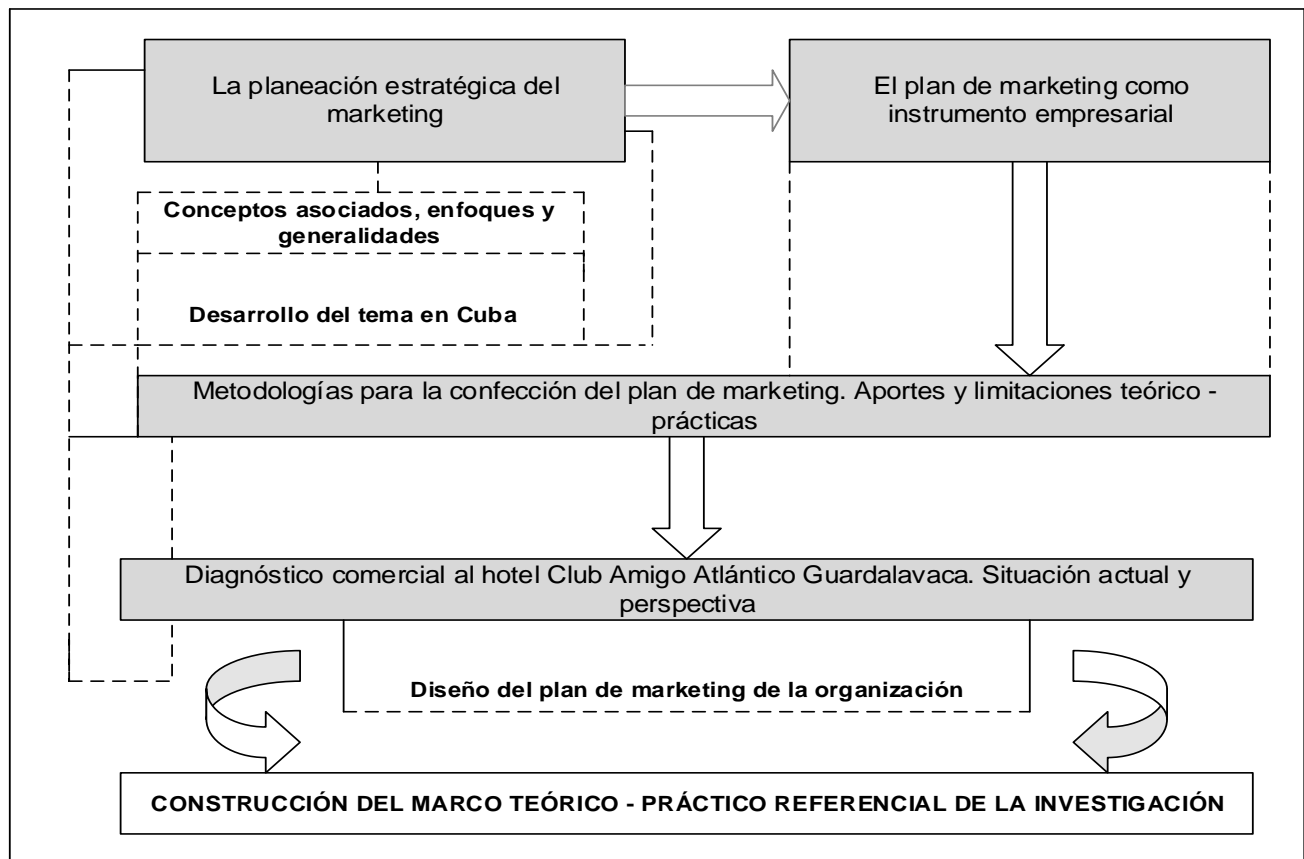 La planeación estratégica del
marketing
El plan de marketing como
instrumento empresarial
Conceptos asociados, enfoques y
generalidades
Desarrollo del tema en Cuba
Metodologías para la confección del plan de marketing. Aportes y limitaciones teórico -
prácticas
Diagnóstico comercial al hotel Club Amigo Atlántico Guardalavaca. Situación actual y
perspectiva
Diseño del plan de marketing de la organización
CONSTRUCCIÓN DEL MARCO TEÓRICO - PRÁCTICO REFERENCIAL DE LA INVESTIGACIÓN